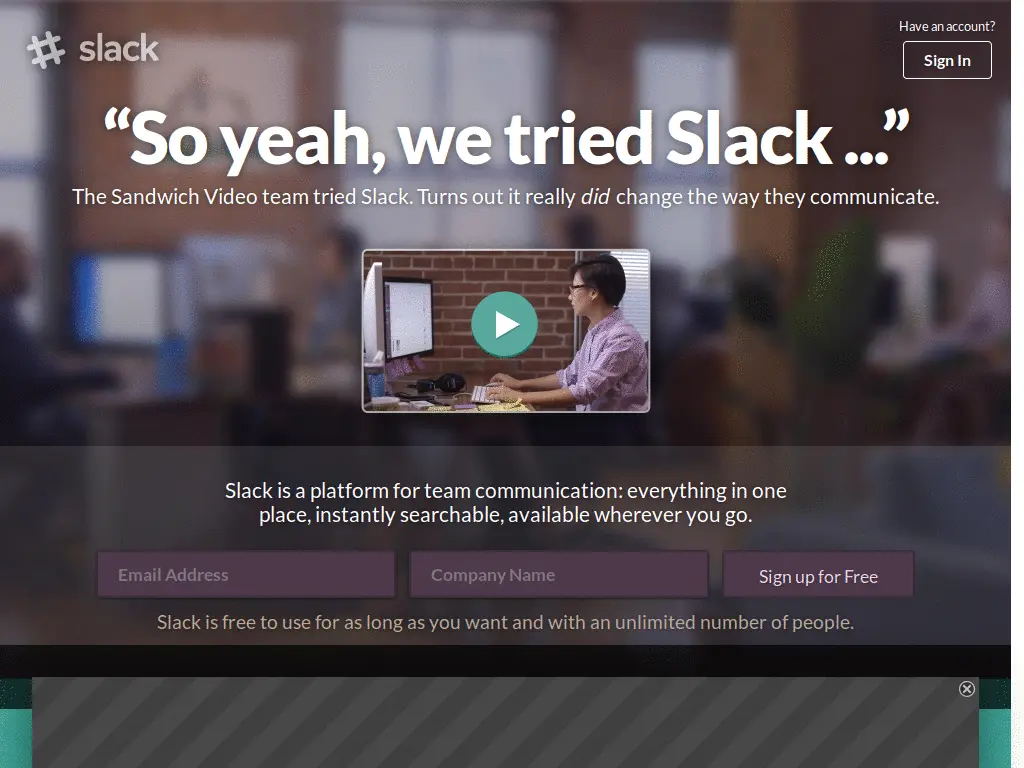 slack
Have an account?
Sign In
“So yeah, we tried Slack ...”
The Sandwich Video team tried Slack. Turns out it really did change the way they communicate.
Slack is a platform for team communication: everything in one
place, instantly searchable, available wherever you go.
Email Address
Company Name
Sign up for Free
Slack is free to use for as long as you want and with an unlimited number of people.